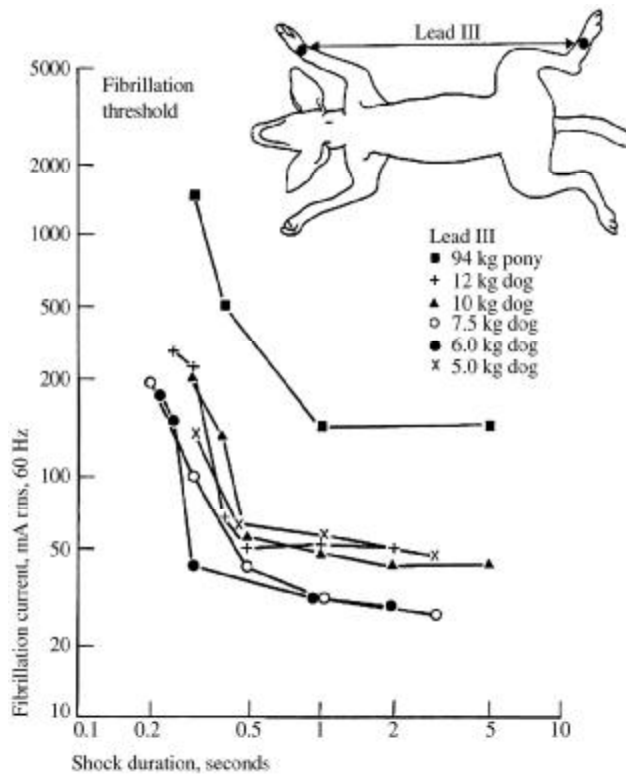 Lead III
5000
Fibrillation
threshold
2000
1000
500
200
100
50
20
10
Lead III
94 kg pony
12 kg dog
10 kg dog
7.5 kg dog
6.0 kg dog
5.0 kg dog
Fibrillation current, mA rms, 60 Hz
0.1
0.2
0.5
1
2
5
10
Shock duration, seconds